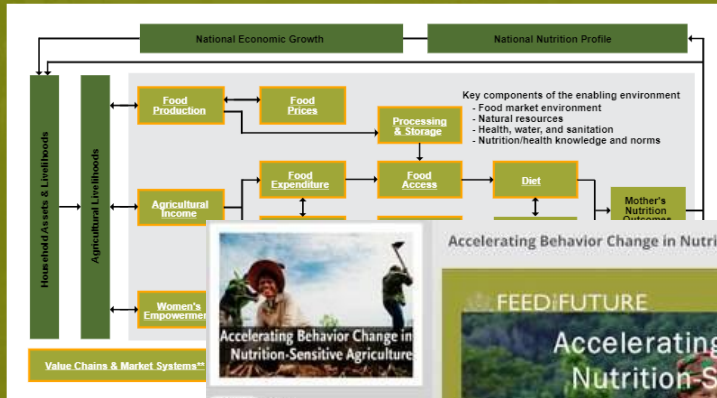 National Economic Growth
National Nutrition Profile
Household Assets & Livelihoods
Agricultural Livelihoods
Food
Production
Food
Prices
Processing
& Storage
Key components of the enabling environment
- Food market environment
- Natural resources
- Health, water, and sanitation
- Nutrition/health knowledge and norms
Food
Expenditure
Food
Access
Diet
Agricultural
Income
Mother's
Nutrition
Women's
Value Chains & Market Systems**
Accelerating Behavior Change in
Nutrition-Sensitive Agriculture
Accelerating Behavior Change in
FEED THE FUTURE
Accelerating